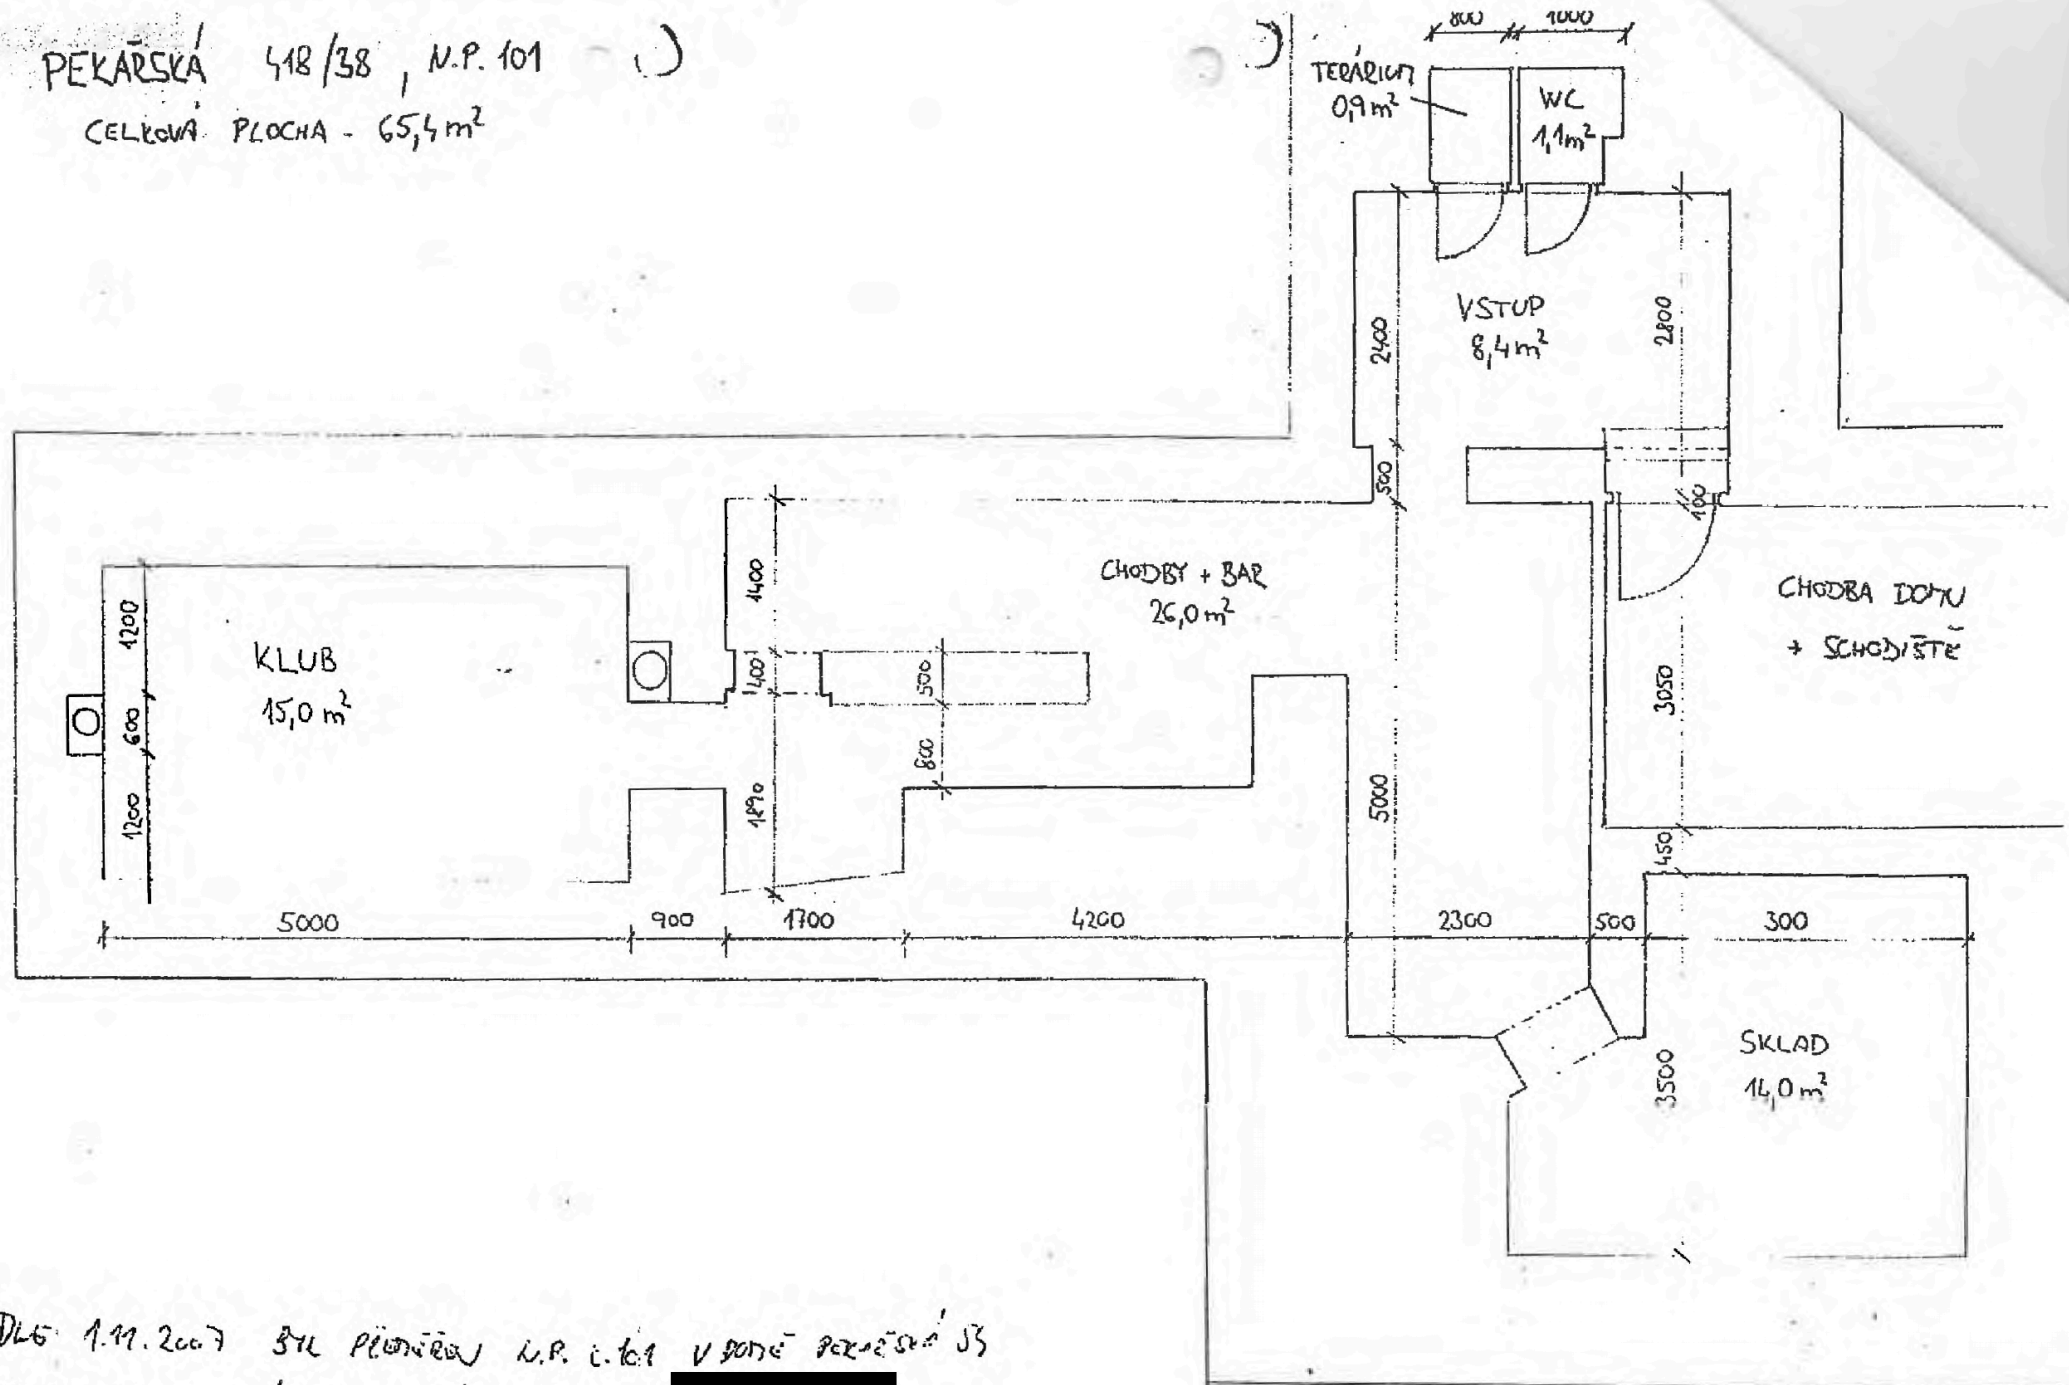 PEKAŘSKÁ 418/38, N.P. 101
CELKOVÁ PLOCHA - 65,4 m²
800
1000
TERÁRIUM
0,9 m²
WC
1,1 m²
VSTUP
8,4 m²
2400
2800
500
100
CHODBY + BAR
26,0 m²
CHODBA DOMU
+ SCHODIŠTĚ
1400
1200
KLUB
15,0 m²
400
500
600
800
3050
1200
1890
5000
450
5000
900
1700
4200
2300
500
300
SKLAD
14,0 m²
3500
DLE 1.11.2007 BYL N.P. č. 101 V DOMĚ